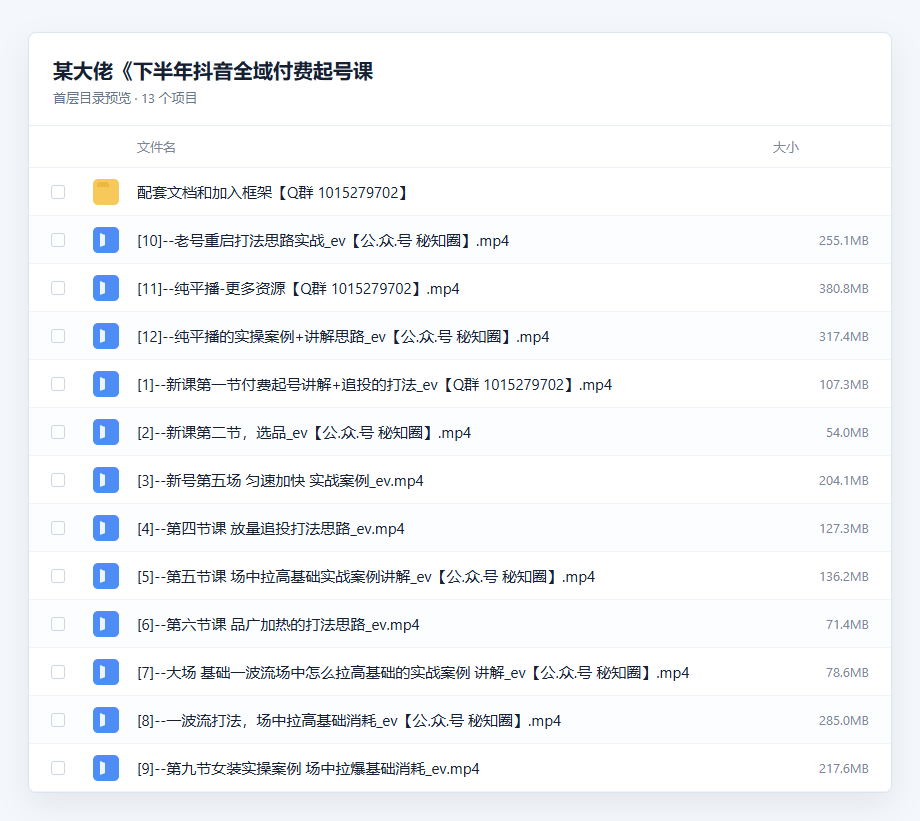 某大佬《下半年抖音全域付费起号课
首层目录预览 · 13 个项目
文件名 大小
配套文档和加入框架【Q群 1015279702】
[10]--老号重启打法思路实战_ev【公.众.号 秘知圈】.mp4 255.1MB
[11]--纯平播-更多资源【Q群 1015279702】.mp4 380.8MB
[12]--纯平播的实操案例+讲解思路_ev【公.众.号 秘知圈】.mp4 317.4MB
[1]--新课第一节付费起号讲解+追投的打法_ev【Q群 1015279702】.mp4 107.3MB
[2]--新课第二节，选品_ev【公.众.号 秘知圈】.mp4 54.0MB
[3]--新号第五场 匀速加快 实战案例_ev.mp4 204.1MB
[4]--第四节课 放量追投打法思路_ev.mp4 127.3MB
[5]--第五节课 场中拉高基础实战案例讲解_ev【公.众.号 秘知圈】.mp4 136.2MB
[6]--第六节课 品广加热的打法思路_ev.mp4 71.4MB
[7]--大场 基础一波流场中怎么拉高基础的实战案例 讲解_ev【公.众.号 秘知圈】.mp4 78.6MB
[8]--一波流打法，场中拉高基础消耗_ev【公.众.号 秘知圈】.mp4 285.0MB
[9]--第九节女装实操案例 场中拉爆基础消耗_ev.mp4 217.6MB